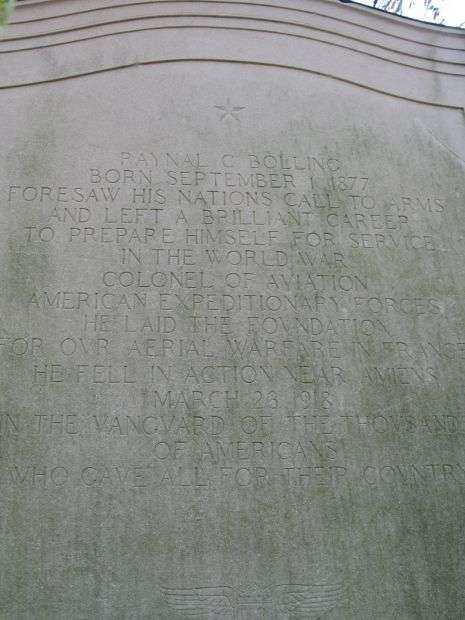 RAYNAL C BOLLING
BORN SEPTEMBER 1 1877
FORESAW HIS NATIONS CALL TO ARMS
AND LEFT A BRILLIANT CAREER
TO PREPARE HIMSELF FOR SERVICE
IN THE WORLD WAR
COLONEL OF AVIATION
AMERICAN EXPEDITIONARY FORCES
HE LAID THE FOVNDATION
FOR OVR AERIAL WARFARE IN FRANCE
HE FELL IN ACTION NEAR AMIENS
MARCH 26 1918
IN THE VANGVARD OF THE THOVSAND
OF AMERICANS
WHO GAVE ALL FOR THEIR COVNTRY